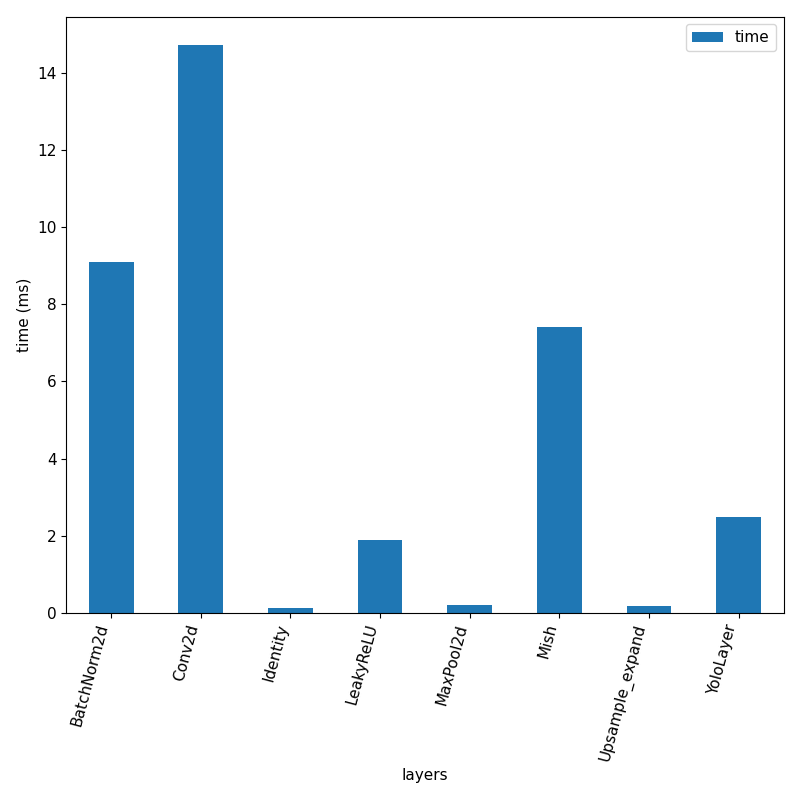 time
14
12
10
8
6
4
2
0
time (ms)
BatchNorm2d
Conv2d
Identity
LeakyReLU
MaxPool2d
Mish
Upsample_expand
YoloLayer
layers